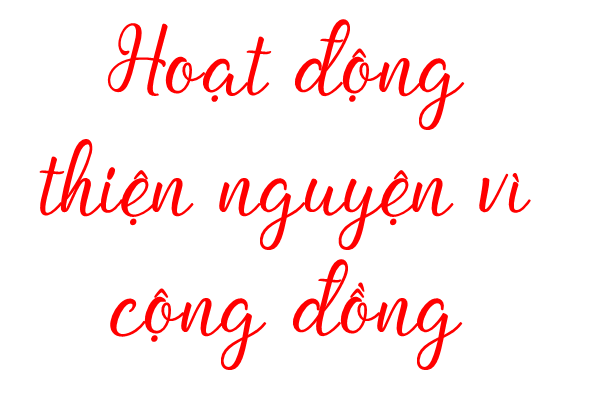 Hoạt động
thiện nguyện vì
cộng đồng